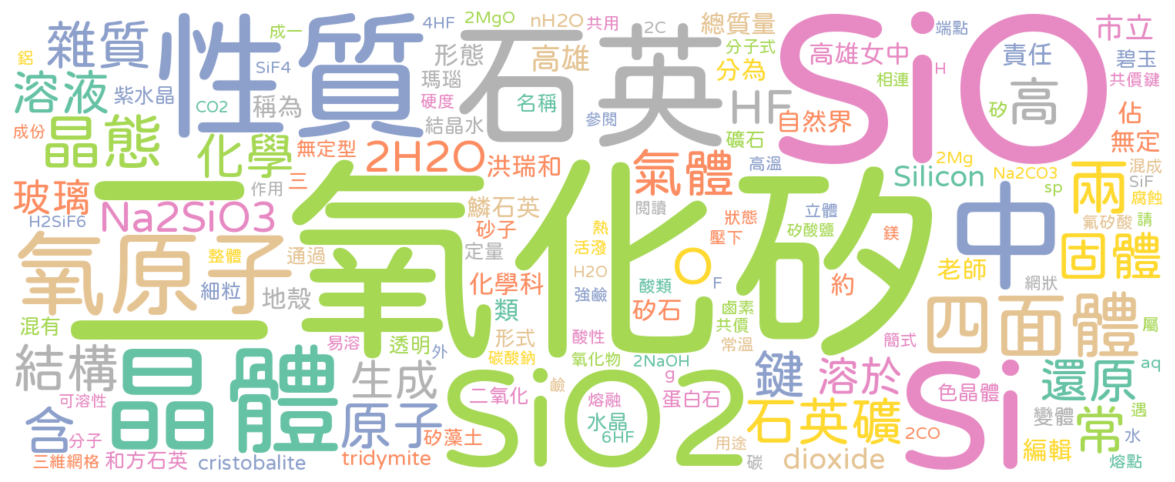 鋁
雜質
成一
4HF
2MgO
nH2O
共用
2C
總質量
端點
市立
性質
石英
SiO
SiF4
形態
高雄
分子式
高雄女中
H
責任
碧玉
溶液
紫水晶
CO2
稱為
瑪瑙
硬度
名稱
分為
相連
共價鍵
成份
晶態
結晶水
參閱
礦石
HF
自然界
矽
高
佔
無定
化學
無定型
2H2O
洪瑞和
氣體
高溫
Silicon
2Mg
Na2CO3
混成
玻璃
二氧化矽
三
作用
sp
SiF
腐蝕
兩
H2SiF6
Na2SiO3
鱗石英
閱讀
狀態
立體
中
氟矽酸
請
氧原子
整體
通過
砂子
熱
活潑
壓下
矽酸鹽
鎂
網狀
固體
細粒
地殼
定量
化學科
H2O
O
老師
混有
類
強鹼
酸類
F
矽石
鹵素
約
四面體
屬
易溶
透明
外
形式
酸性
共價
常溫
簡式
結構
晶體
生成
碳酸鈉
氧化物
2NaOH
鍵
溶於
Si
還原
aq
可溶性
SiO2
二氧化
鹼
熔融
g
蛋白石
色晶體
變體
遇
含
分子
原子
矽藻土
水晶
6HF
石英礦
2CO
常
水
三維網格
和方石英
cristobalite
tridymite
用途
碳
dioxide
編輯
熔點